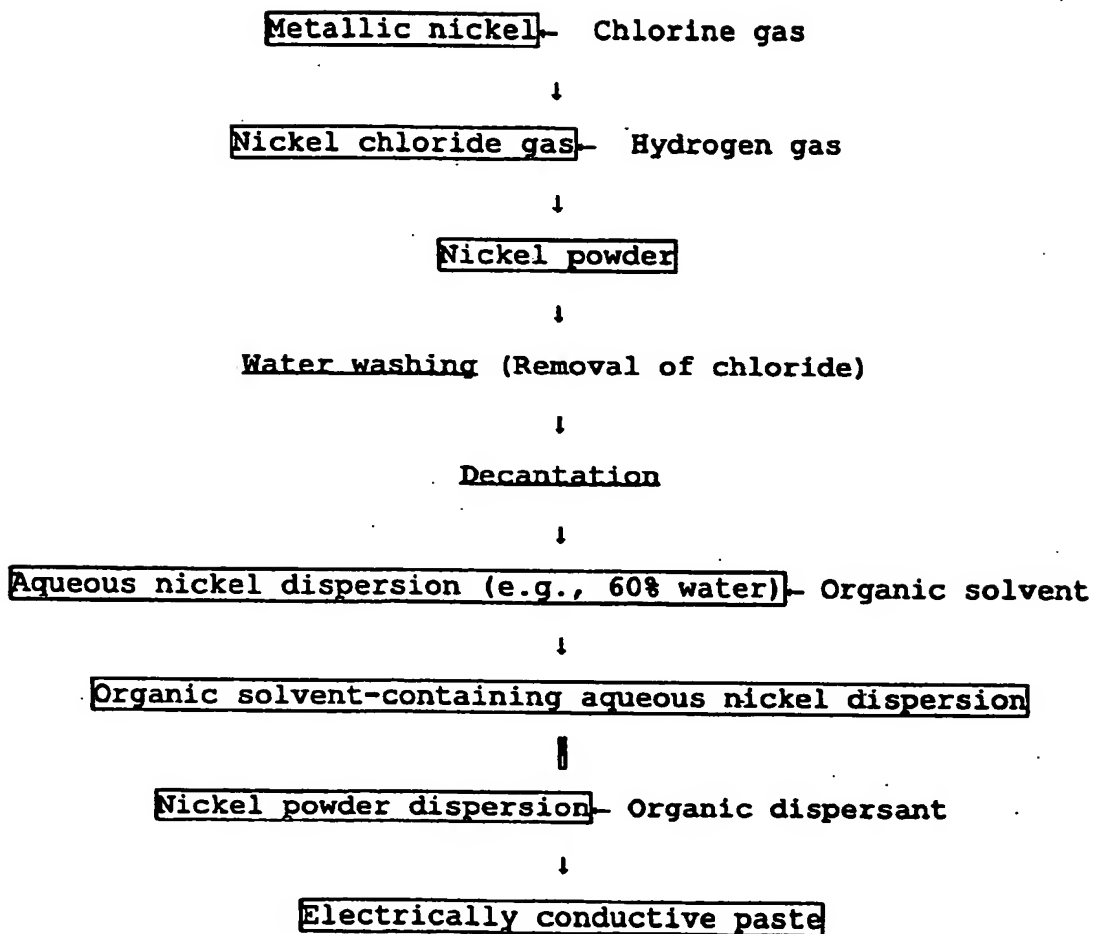 Metallic nickel← Chlorine gas
↓
Nickel chloride gas← Hydrogen gas
↓
Nickel powder
↓
Water washing (Removal of chloride)
↓
Decantation
↓
Aqueous nickel dispersion (e.g., 60% water)← Organic solvent
↓
Organic solvent-containing aqueous nickel dispersion
‖
Nickel powder dispersion← Organic dispersant
↓
Electrically conductive paste